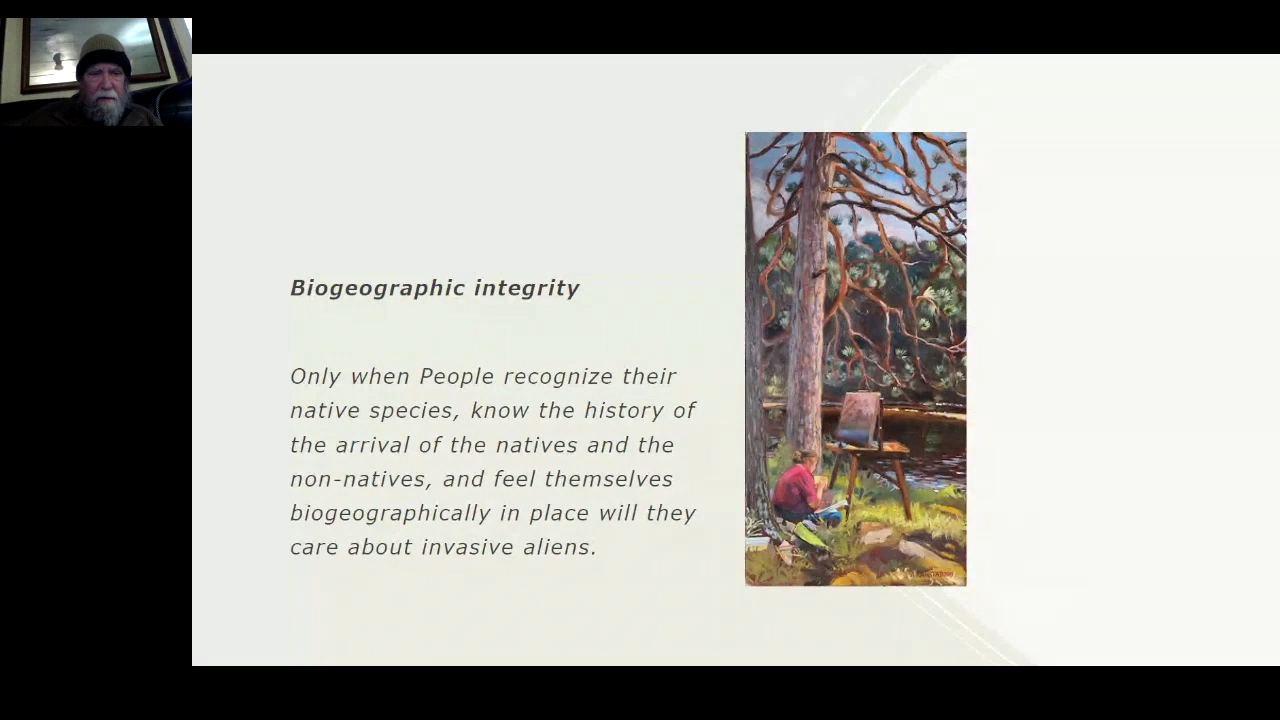 Biogeographic integrity
Only when People recognize their
native species, know the history of
the arrival of the natives and the
non-natives, and feel themselves
biogeographically in place will they
care about invasive aliens.